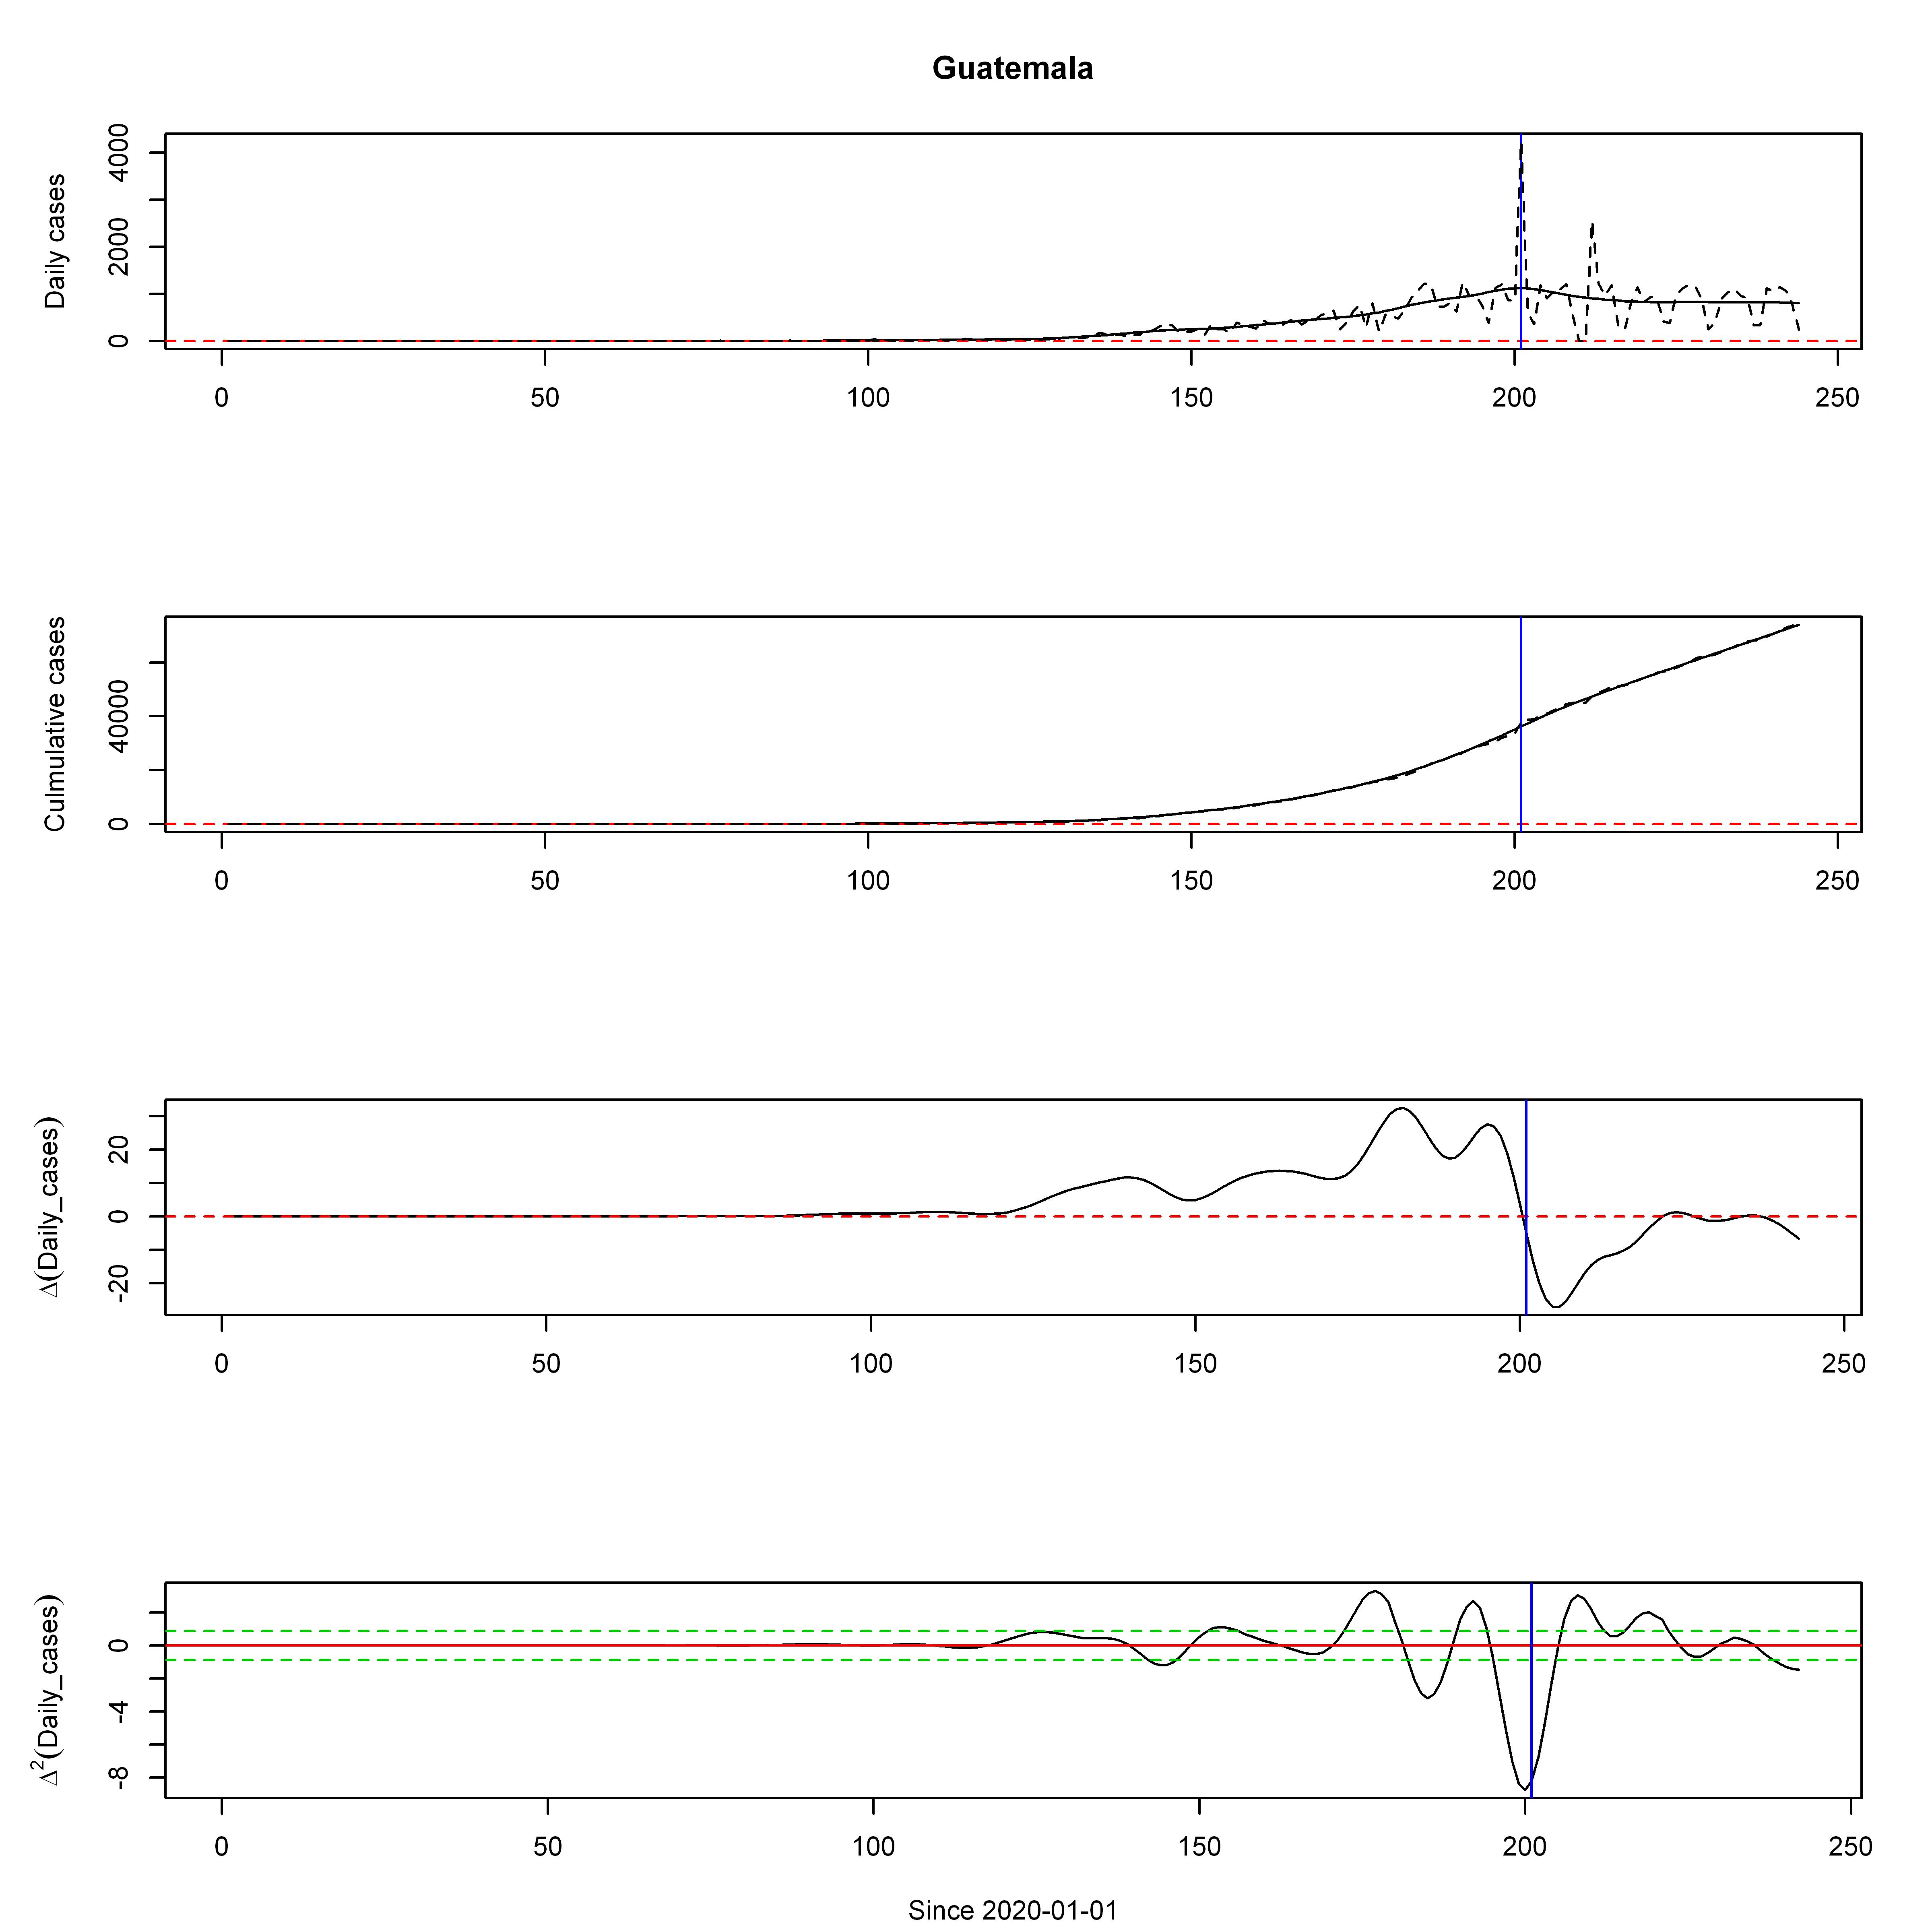 Guatemala
Daily cases
0 2000 4000
0 50 100 150 200 250
Culmulative cases
0 40000
0 50 100 150 200 250
Δ(Daily_cases)
-20 0 20
0 50 100 150 200 250
Δ²(Daily_cases)
-8 -4 0
0 50 100 150 200 250
Since 2020-01-01